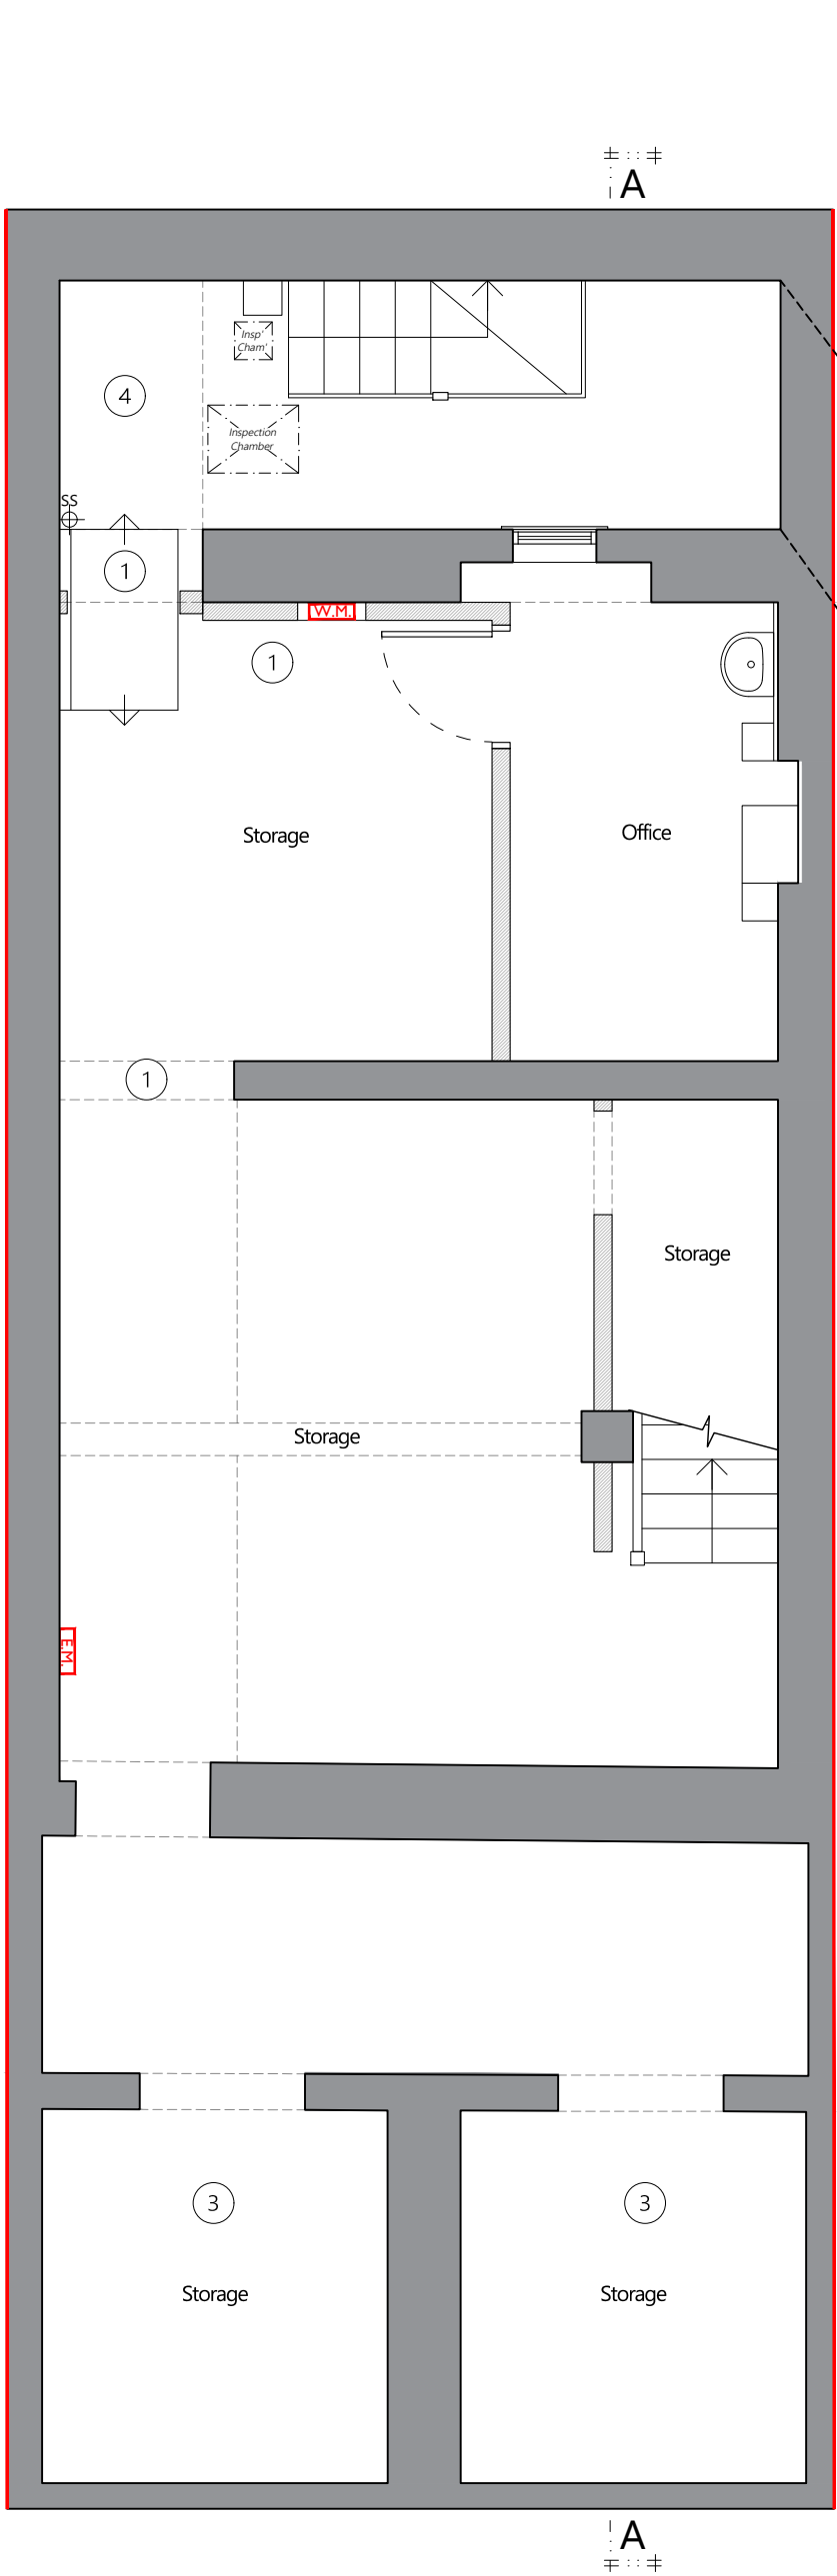 A
Insp'
Cham'
4
Inspection
Chamber
SS
1
W.M.
1
Storage
Office
1
Storage
Storage
E.M.
3
3
Storage
Storage
A